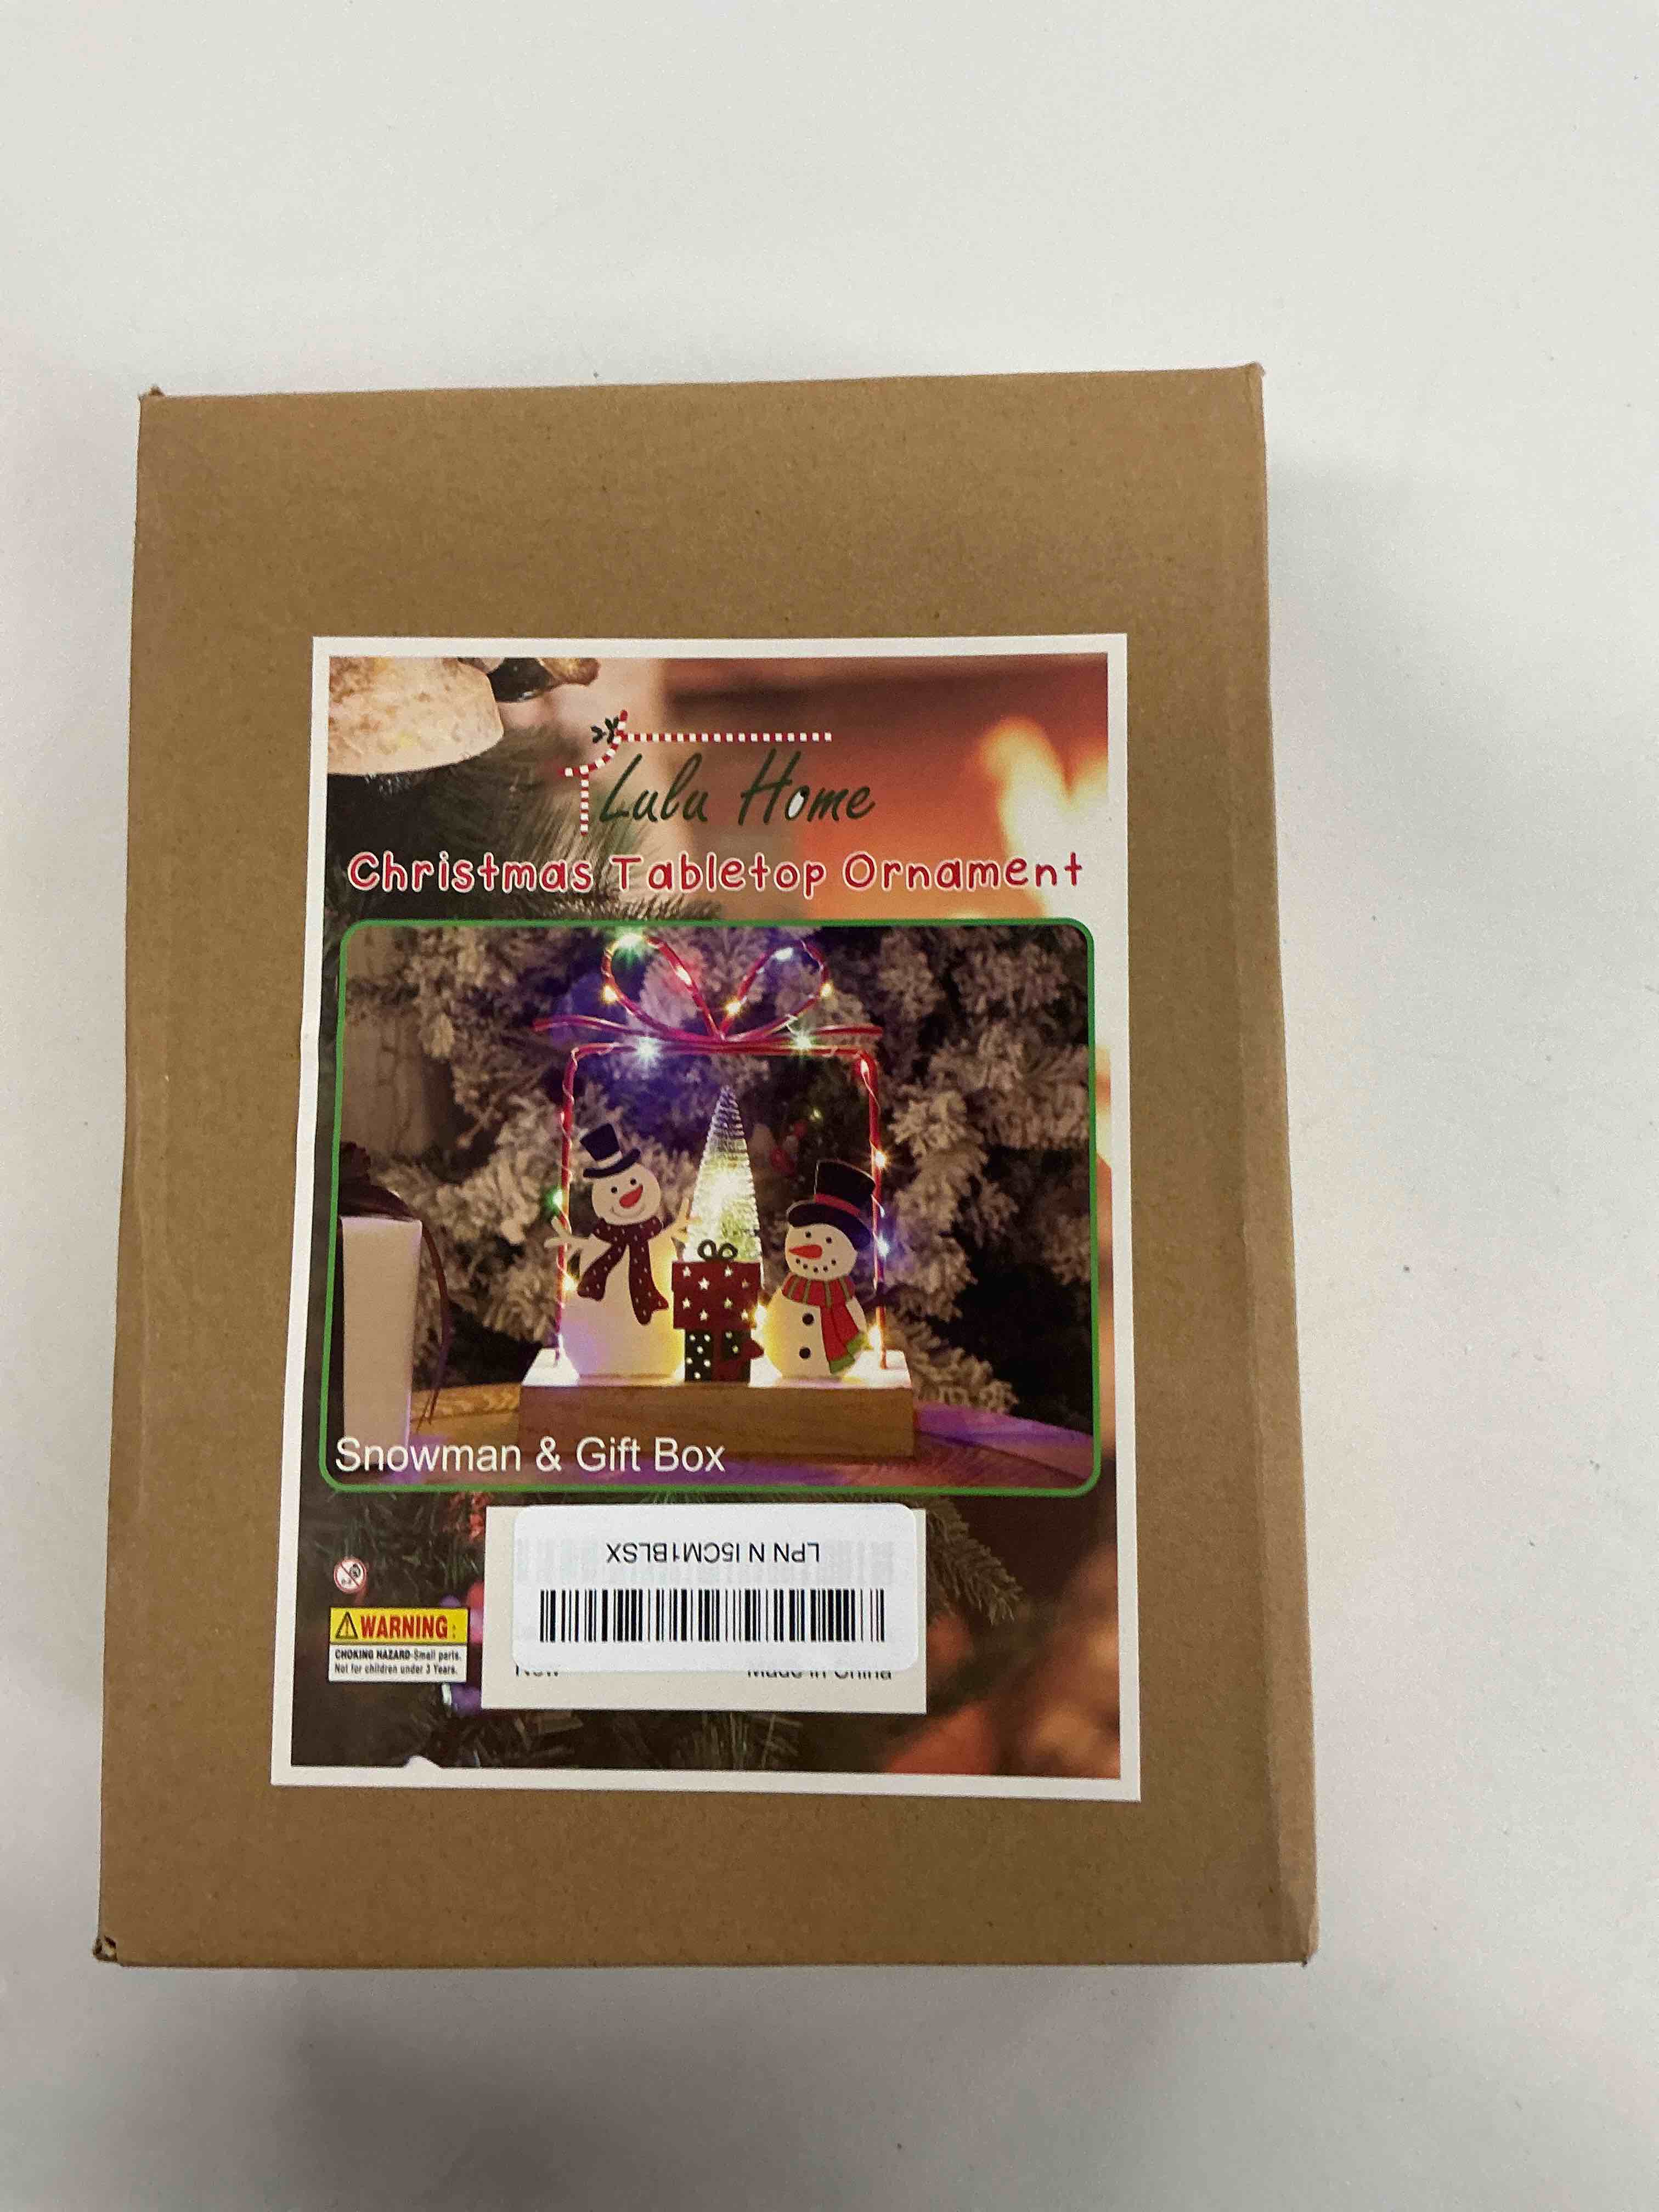 Lulu Home
Christmas Tabletop Ornament
Snowman & Gift Box
LPN N I5CM1BLSX
WARNING:
CHOKING HAZARD-Small parts.
Not for children under 3 Years.
New
Made in China